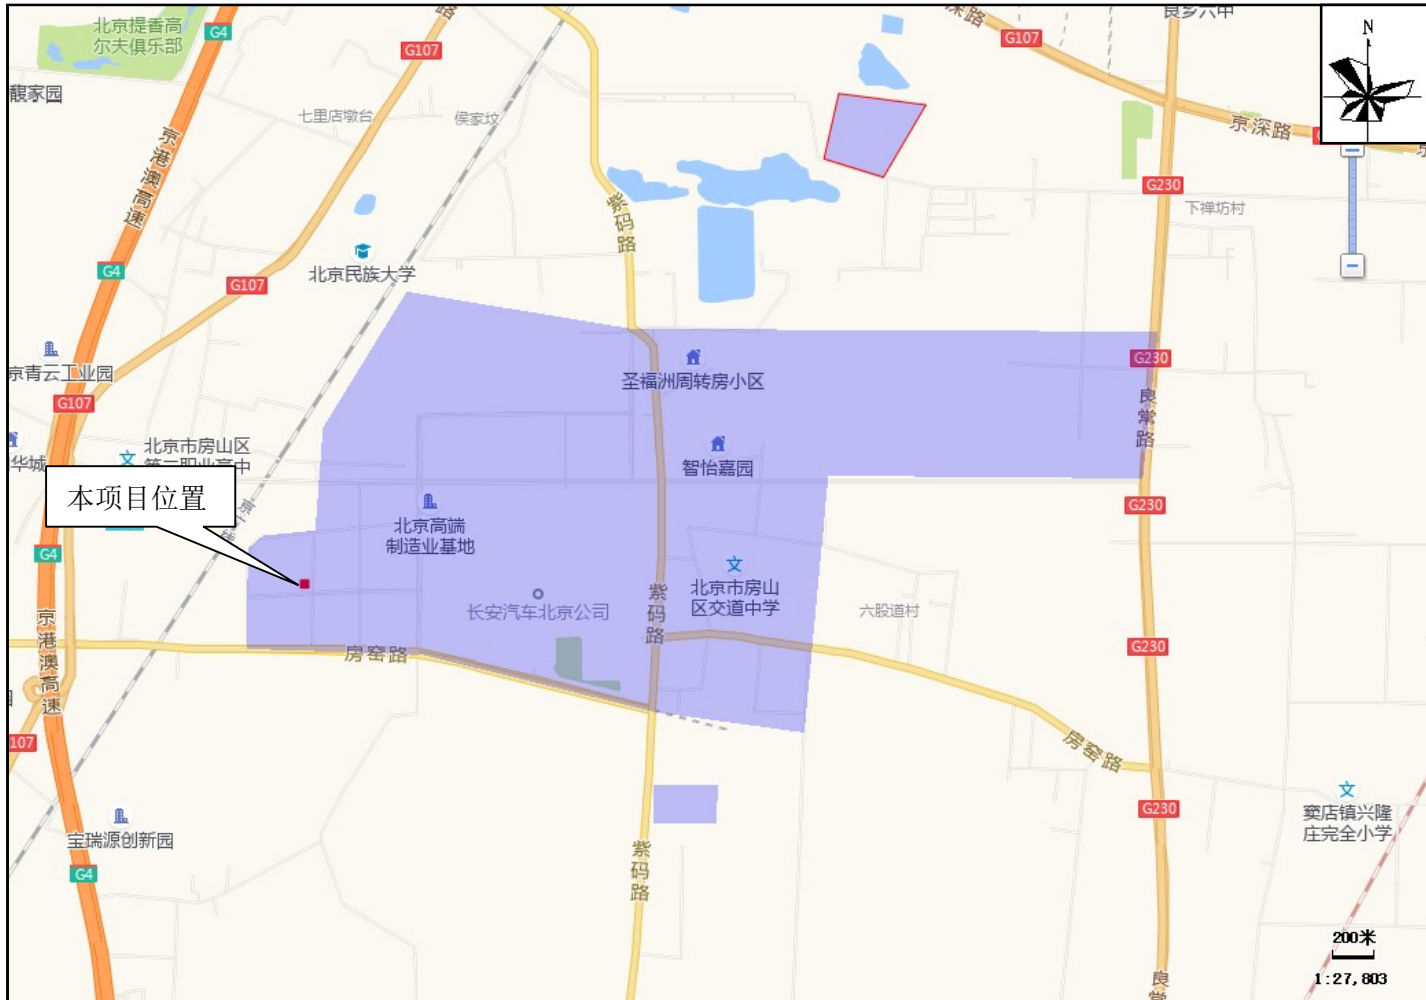 北京提香高
尔夫俱乐部
G4
路
G107
路
G107
良乡六中
N
馥家园
七里店墩台
侯家坟
京深路
京港澳高速
G230
紫码路
下禅坊村
北京民族大学
G4
G107
京青云工业园
圣福洲周转房小区
G230
G107
良常路
北京市房山区
华城
智怡嘉园
本项目位置
G230
北京高端
制造业基地
G4
北京市房山
区交道中学
长安汽车北京公司
紫码路
六股道村
京港澳高速
房窑路
G230
107
房窑路
G230
窦店镇兴隆
庄完全小学
宝瑞源创新园
紫码路
G4
200米
1:27,803
良常